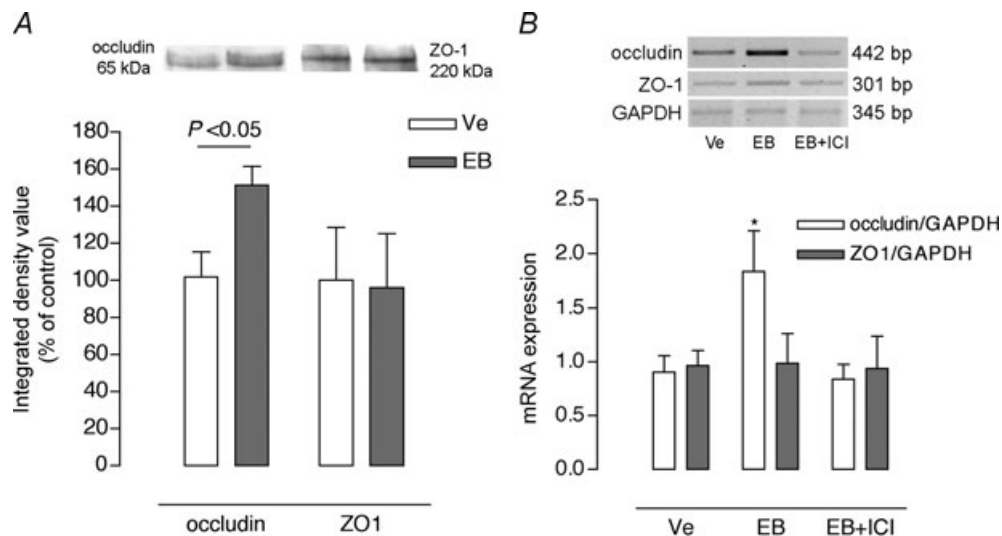 A
occludin
65 kDa
ZO-1
220 kDa
P <0.05
Ve
EB
Integrated density value
(% of control)
180
160
140
120
100
80
60
40
20
0
occludin ZO1
B
occludin 442 bp
ZO-1 301 bp
GAPDH 345 bp
Ve EB EB+ICI
*
occludin/GAPDH
ZO1/GAPDH
mRNA expression
2.5
2.0
1.5
1.0
0.5
0.0
Ve EB EB+ICI